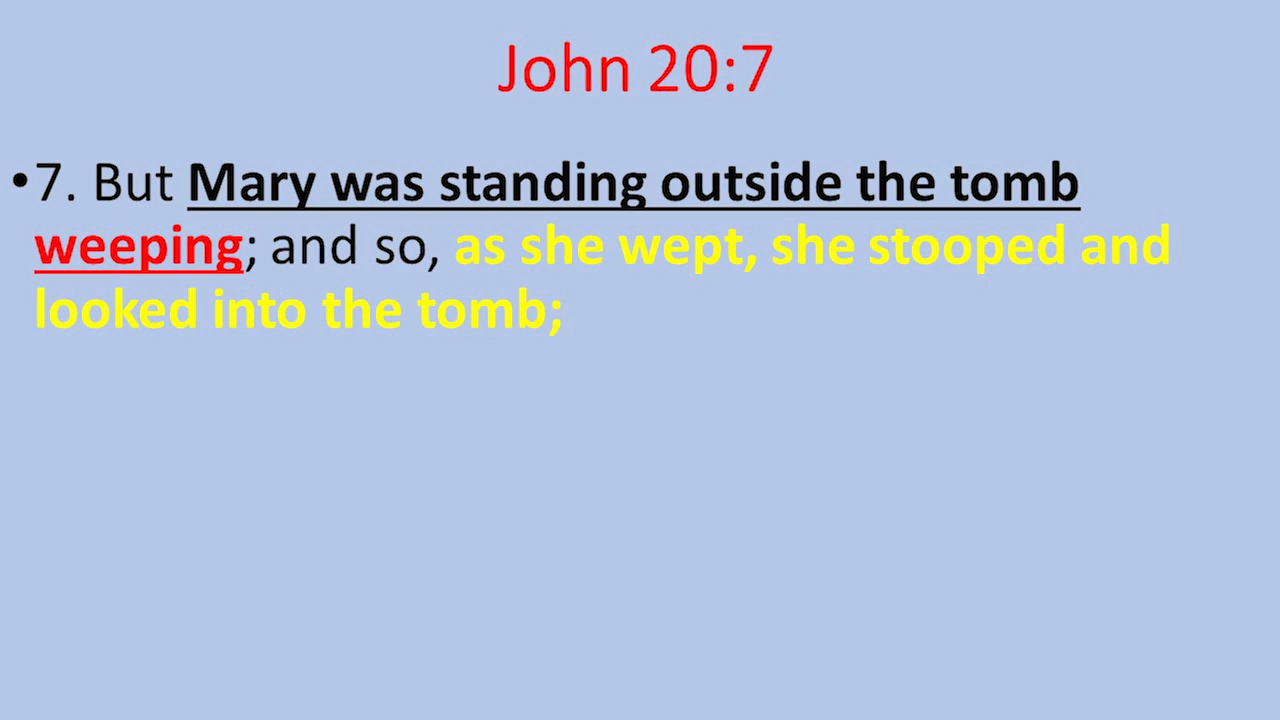 John 20:7
•7. But Mary was standing outside the tomb
weeping; and so, as she wept, she stooped and
looked into the tomb;